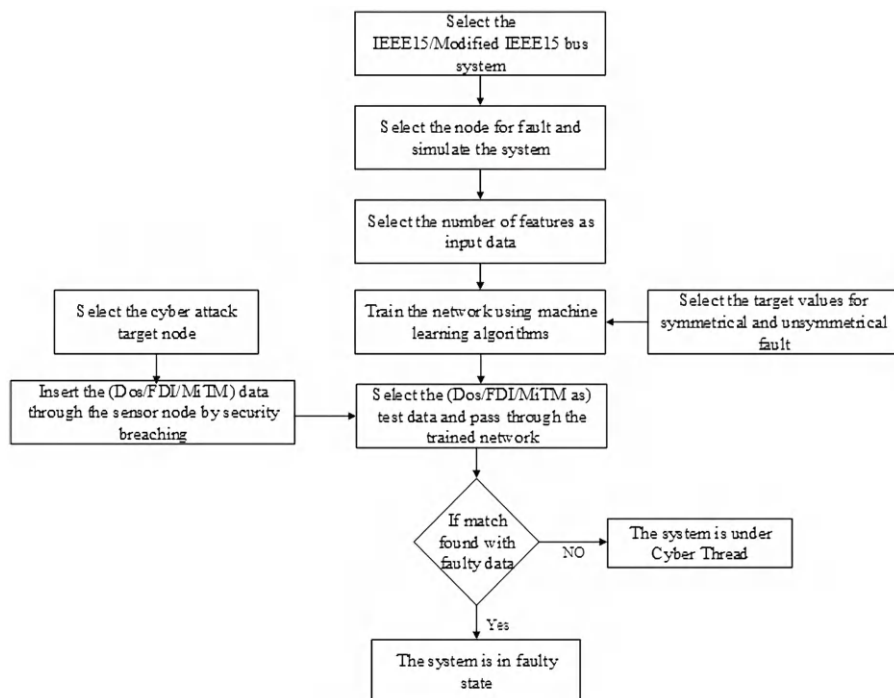 Select the
IEEE15/Modified IEEE15 bus
system
Select the node for fault and
simulate the system
Select the number of features as
input data
Select the cyber attack
target node
Train the network using machine
learning algorithms
Select the target values for
symmetrical and unsymmetrical
fault
Insert the (Dos/FDI/MiTM) data
through the sensor node by security
breaching
Select the (Dos/FDI/MiTM as)
test data and pass through the
trained network
If match
found with
faulty data
NO
The system is under
Cyber Thread
Yes
The system is in faulty
state